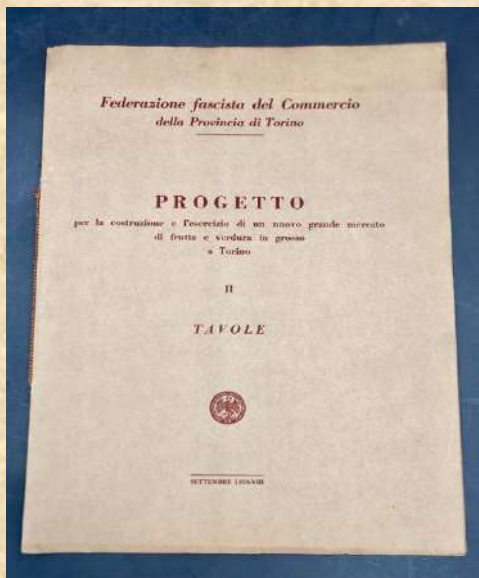 Federazione fascista del Commercio
della Provincia di Torino
PROGETTO
per la costruzione e l'esercizio di un nuovo grande mercato
di frutta e verdura in grosso
a Torino
II
TAVOLE
SETTEMBRE